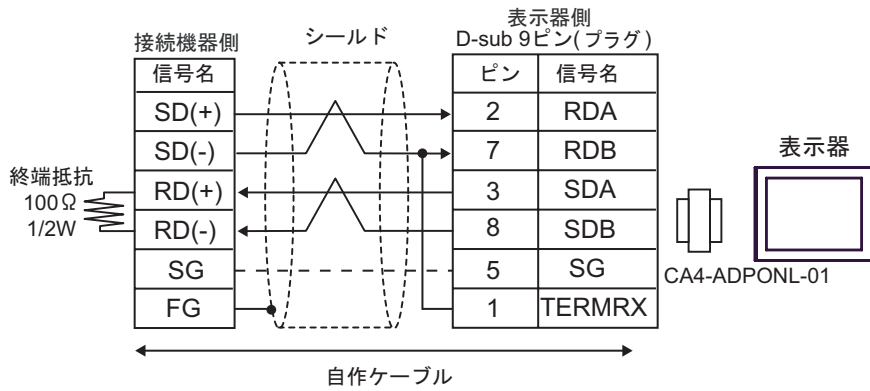 接続機器側
シールド
表示器側
D-sub 9ピン(プラグ)
信号名
ピン 信号名
SD(+) 2 RDA
SD(-) 7 RDB
RD(+) 3 SDA
RD(-) 8 SDB
SG 5 SG
FG 1 TERMRX
終端抵抗
100Ω
1/2W
表示器
CA4-ADPONL-01
自作ケーブル